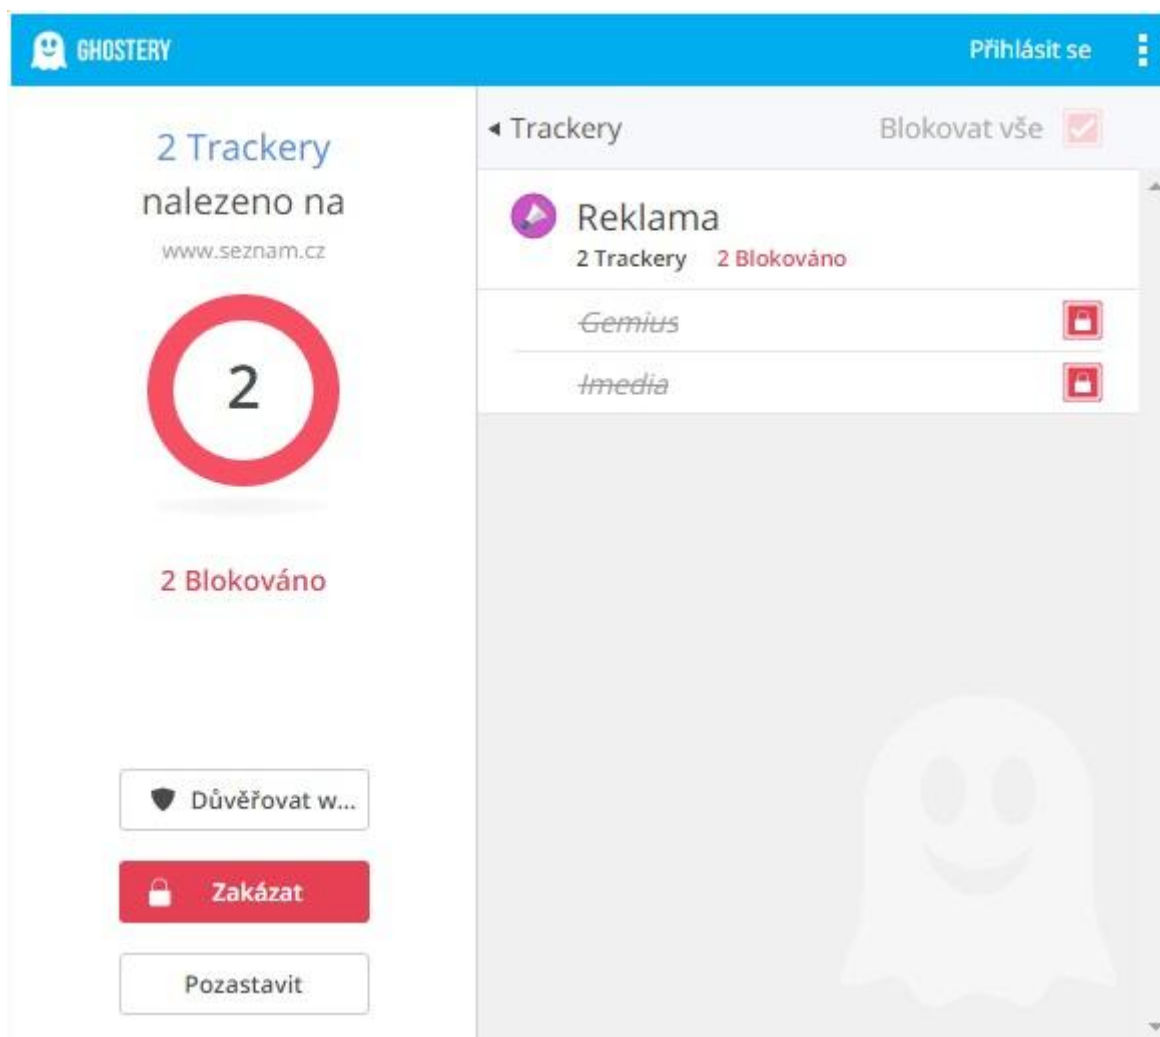 GHOSTERY
Přihlásit se
2 Trackery
nalezeno na
www.seznam.cz
2
2 Blokováno
Důvěřovat w...
Zakázat
Pozastavit
Trackery
Blokovat vše
Reklama
2 Trackery 2 Blokováno
Gemius
Imedia